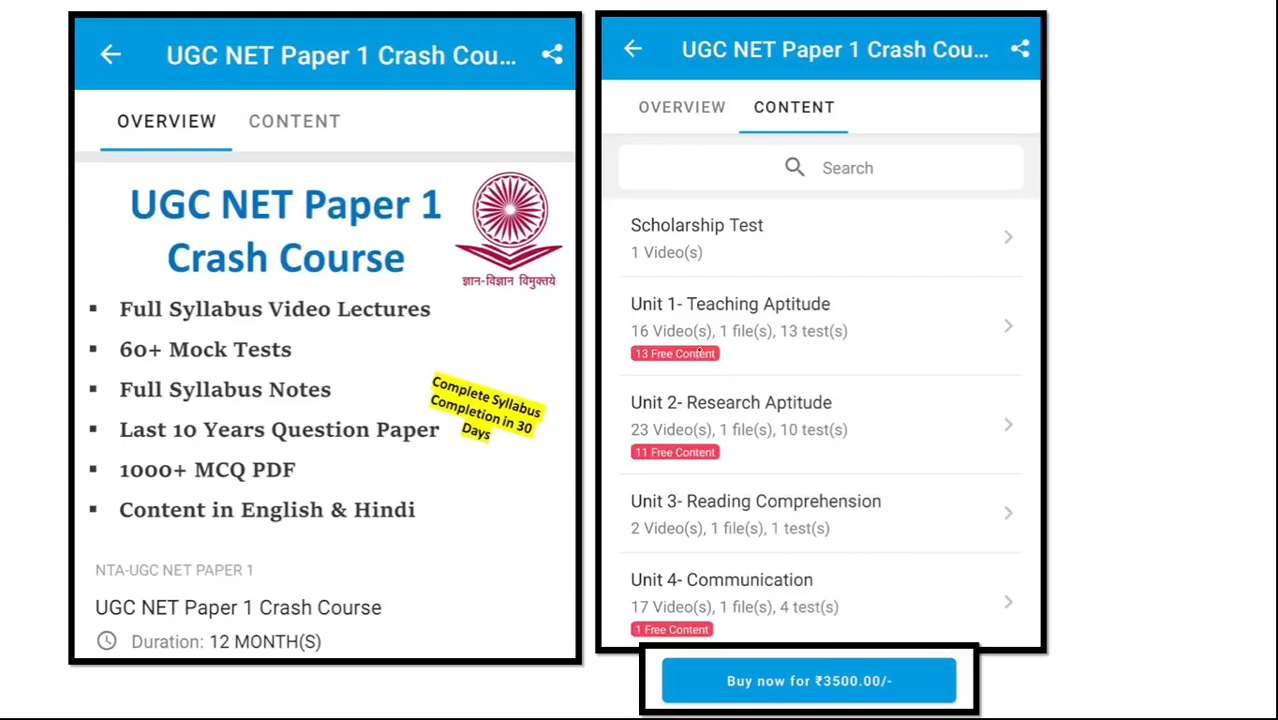 UGC NET Paper 1 Crash Cou...
OVERVIEW CONTENT
UGC NET Paper 1
Crash Course
ज्ञान-विज्ञान विमुक्तये
▪ Full Syllabus Video Lectures
▪ 60+ Mock Tests
▪ Full Syllabus Notes
▪ Last 10 Years Question Paper
▪ 1000+ MCQ PDF
▪ Content in English & Hindi
Complete Syllabus
Completion in 30
Days
NTA-UGC NET PAPER 1
UGC NET Paper 1 Crash Course
Duration: 12 MONTH(S)
UGC NET Paper 1 Crash Cou...
OVERVIEW CONTENT
Search
Scholarship Test
1 Video(s)
Unit 1- Teaching Aptitude
16 Video(s), 1 file(s), 13 test(s)
13 Free Content
Unit 2- Research Aptitude
23 Video(s), 1 file(s), 10 test(s)
11 Free Content
Unit 3- Reading Comprehension
2 Video(s), 1 file(s), 1 test(s)
Unit 4- Communication
17 Video(s), 1 file(s), 4 test(s)
1 Free Content
Buy now for ₹3500.00/-